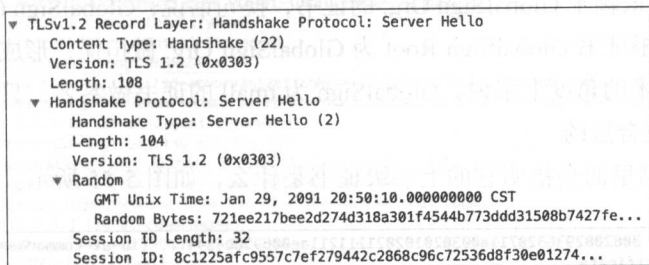 ▼ TLSv1.2 Record Layer: Handshake Protocol: Server Hello
Content Type: Handshake (22)
Version: TLS 1.2 (0x0303)
Length: 108
▼ Handshake Protocol: Server Hello
Handshake Type: Server Hello (2)
Length: 104
Version: TLS 1.2 (0x0303)
▼ Random
GMT Unix Time: Jan 29, 2091 20:50:10.000000000 CST
Random Bytes: 721ee217bee2d274d318a301f4544b773ddd31508b7427fe...
Session ID Length: 32
Session ID: 8c1225afc9557c7ef279442c2868c96c72536d8f30e01274...